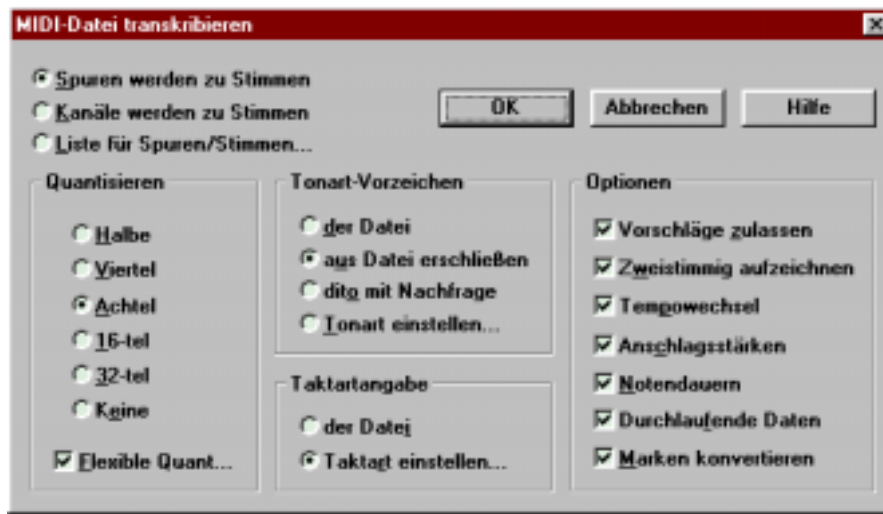 MIDI-Datei transkribieren
Spuren werden zu Stimmen
Kanäle werden zu Stimmen
Liste für Spuren/Stimmen...
OK
Abbrechen
Hilfe
Quantisieren
Halbe
Viertel
Achtel
16-tel
32-tel
Keine
Flexible Quant...
Tonart-Vorzeichen
der Datei
aus Datei erschließen
dito mit Nachfrage
Tonart einstellen...
Taktartangabe
der Datei
Taktart einstellen...
Optionen
Vorschläge zulassen
Zweistimmig aufzeichnen
Tempowechsel
Anschlagsstärken
Notendauern
Durchlaufende Daten
Marken konvertieren